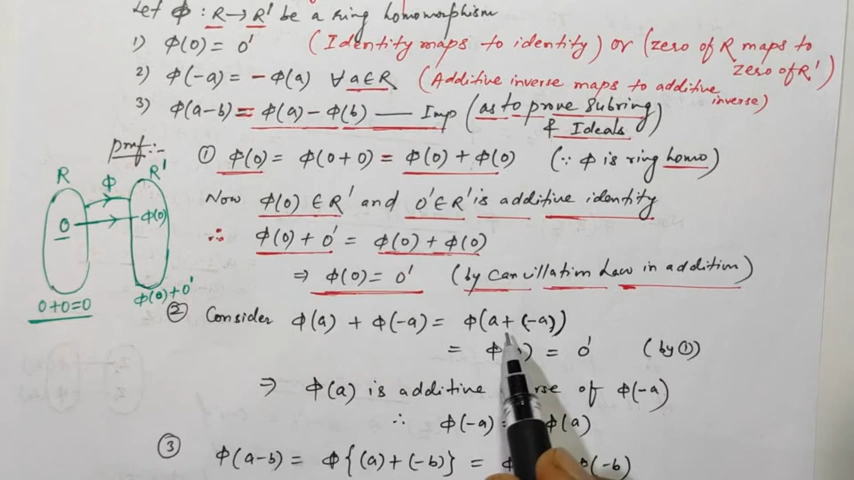 Let Φ : R → R' be a ring homomorphism
1) Φ(0) = 0' (Identity maps to identity) or (zero of R maps to
zero of R')
2) Φ(-a) = -Φ(a) ∀ a∈R (Additive inverse maps to additive
inverse)
3) Φ(a-b) = Φ(a) - Φ(b) — Imp (as to prove Subring
& Ideals)
proof:-
① Φ(0) = Φ(0+0) = Φ(0) + Φ(0) (∵ Φ is ring homo)
Now Φ(0) ∈ R' and 0' ∈ R' is additive identity
∴ Φ(0) + 0' = Φ(0) + Φ(0)
⇒ Φ(0) = 0' (by Cancillation Law in addition)
R Φ R'
0 Φ(0)
0+0=0 Φ(0)+0'
② Consider Φ(a) + Φ(-a) = Φ(a+(-a))
= 0' (by ①)
⇒ Φ(a) is additive of Φ(-a)
∴ Φ(-a) = Φ(a)
③
Φ(a-b) = Φ{(a)+(-b)} = Φ(-b)